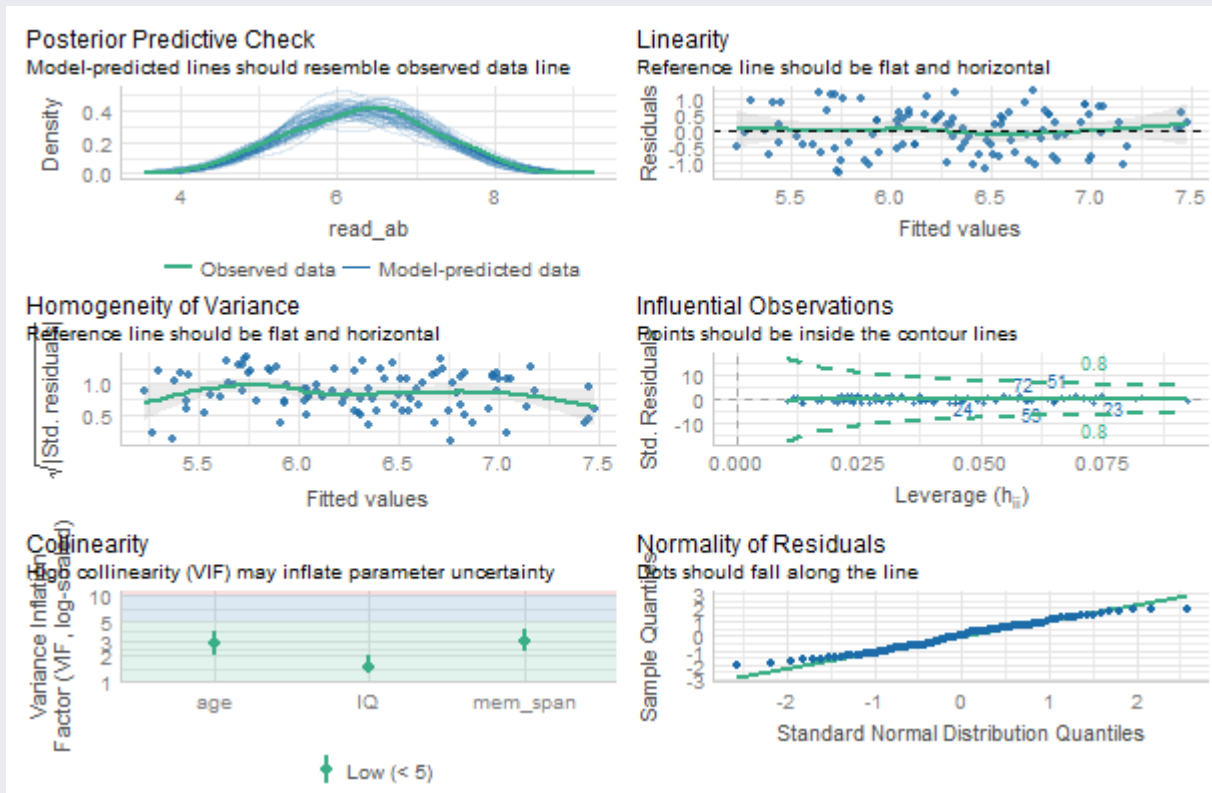 Posterior Predictive Check
Model-predicted lines should resemble observed data line
Density
0.4
0.2
0.0
4 6 8
read_ab
Observed data Model-predicted data
Linearity
Reference line should be flat and horizontal
Residuals
1.0
0.5
0.0
-0.5
-1.0
5.5 6.0 6.5 7.0 7.5
Fitted values
Homogeneity of Variance
Reference line should be flat and horizontal
√|Std. residuals|
1.0
0.5
5.5 6.0 6.5 7.0 7.5
Fitted values
Influential Observations
Points should be inside the contour lines
Std. Residuals
10
0
-10
0.8
72 51
24 53 23
0.8
0.000 0.025 0.050 0.075
Leverage (hii)
Collinearity
High collinearity (VIF) may inflate parameter uncertainty
Variance Inflation
Factor (VIF, log-scaled)
10
5
3
2
1
age IQ mem_span
Low (< 5)
Normality of Residuals
Dots should fall along the line
Sample Quantiles
3
2
1
0
-1
-2
-3
-2 -1 0 1 2
Standard Normal Distribution Quantiles